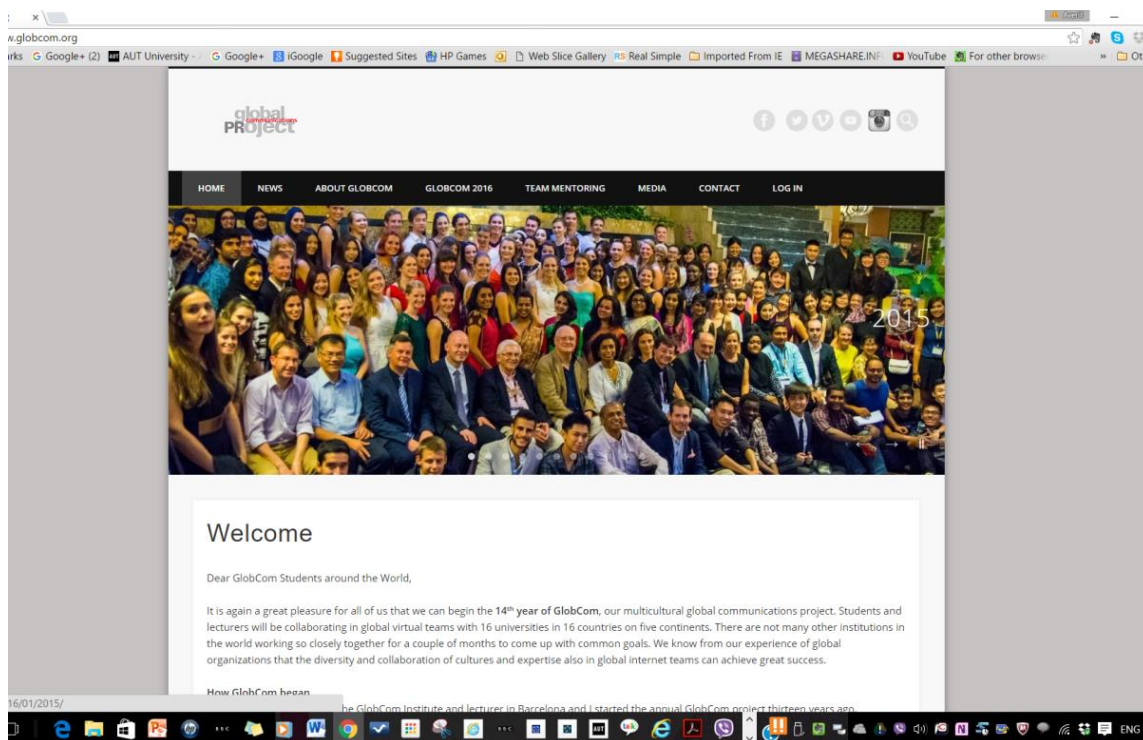 w.globcom.org
rks Google+ (2) AUT University - Google+ iGoogle Suggested Sites HP Games Web Slice Gallery RS Real Simple Imported From IE MEGASHARE.INF YouTube For other browse » Ot
global
communications
PROject
HOME NEWS ABOUT GLOBCOM GLOBCOM 2016 TEAM MENTORING MEDIA CONTACT LOG IN
2015
Welcome
Dear GlobCom Students around the World,
It is again a great pleasure for all of us that we can begin the 14th year of GlobCom, our multicultural global communications project. Students and
lecturers will be collaborating in global virtual teams with 16 universities in 16 countries on five continents. There are not many other institutions in
the world working so closely together for a couple of months to come up with common goals. We know from our experience of global
organizations that the diversity and collaboration of cultures and expertise also in global internet teams can achieve great success.
How GlobCom began
16/01/2015/
he GlobCom Institute and lecturer in Barcelona and I started the annual GlobCom project thirteen years ago.
AUT
ENG